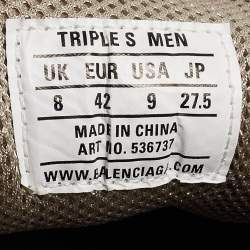 TRIPLE S MEN
UK EUR USA JP
8 42 9 27.5
MADE IN CHINA
ART NO. 536737
WWW.BALENCIAGA.COM